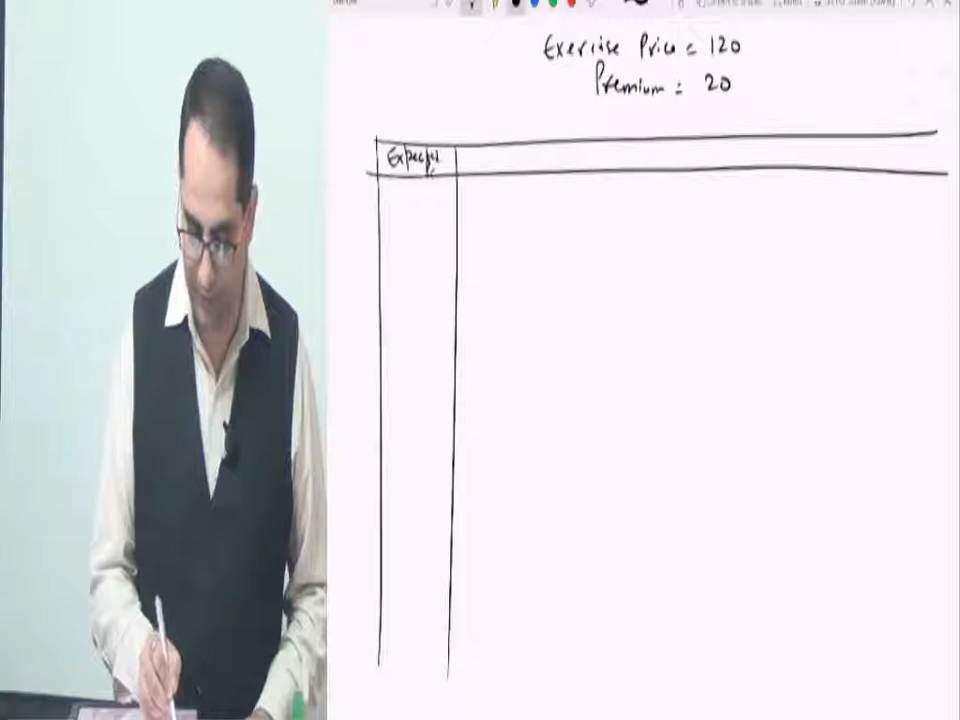 Exercise Price = 120
Premium = 20
Expected